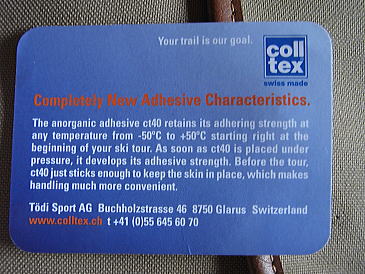 Your trail is our goal.
coll
tex
swiss made
Completely New Adhesive Characteristics.
The anorganic adhesive ct40 retains its adhering strength at
any temperature from -50°C to +50°C starting right at the
beginning of your ski tour. As soon as ct40 is placed under
pressure, it develops its adhesive strength. Before the tour,
ct40 just sticks enough to keep the skin in place, which makes
handling much more convenient.
Tödi Sport AG Buchholzstrasse 46 8750 Glarus Switzerland
www.colltex.ch t +41 (0)55 645 60 70